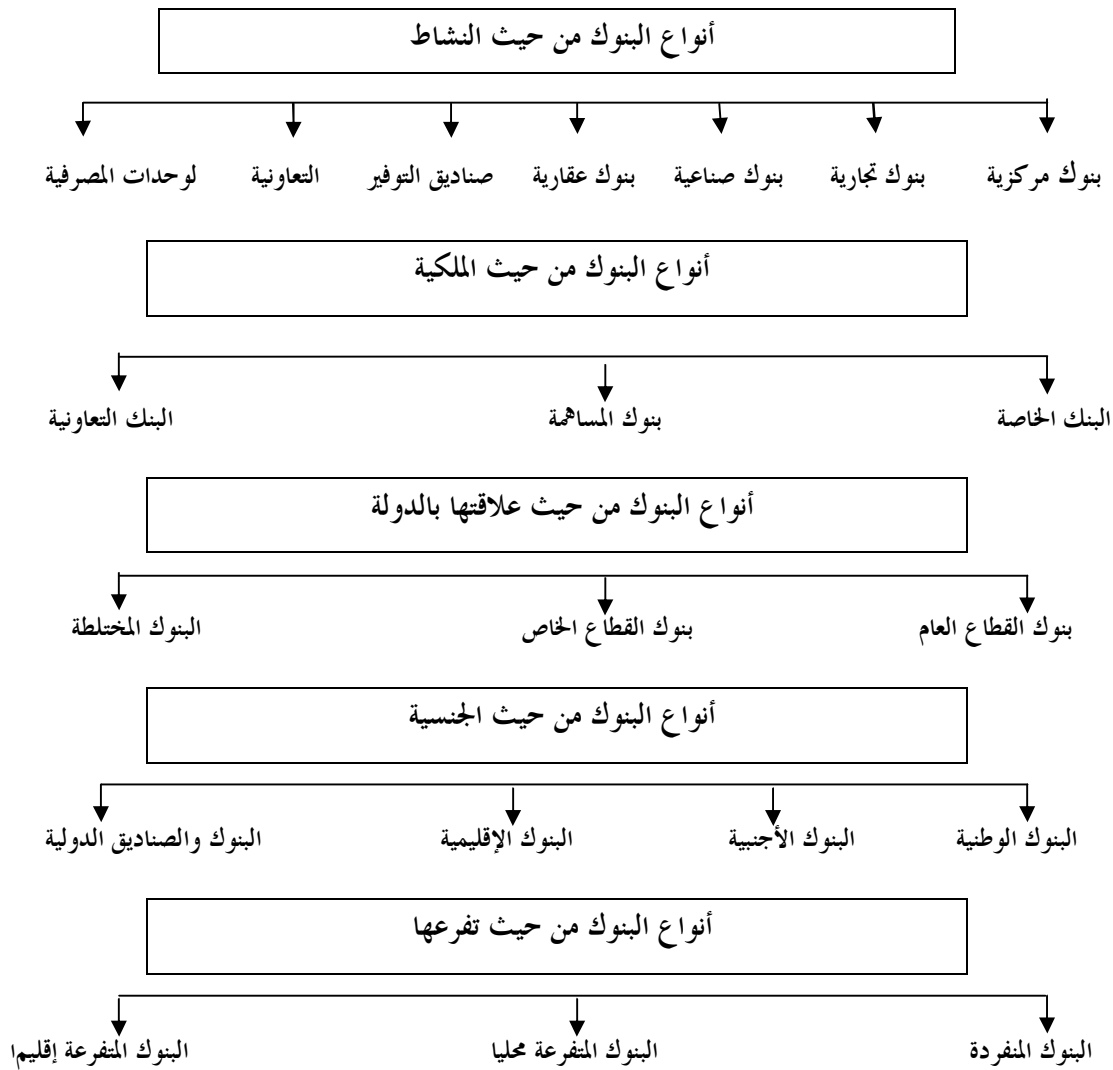 أنواع البنوك من حيث النشاط
بنوك مركزية بنوك تجارية بنوك صناعية بنوك عقارية صناديق التوفير التعاونية لوحدات المصرفية
أنواع البنوك من حيث الملكية
البنك الخاصة بنوك المساهمة البنك التعاونية
أنواع البنوك من حيث علاقتها بالدولة
بنوك القطاع العام بنوك القطاع الخاص البنوك المختلطة
أنواع البنوك من حيث الجنسية
البنوك الوطنية البنوك الأجنبية البنوك الإقليمية البنوك والصناديق الدولية
أنواع البنوك من حيث تفرعها
البنوك المنفردة البنوك المتفرعة محليا البنوك المتفرعة إقليما